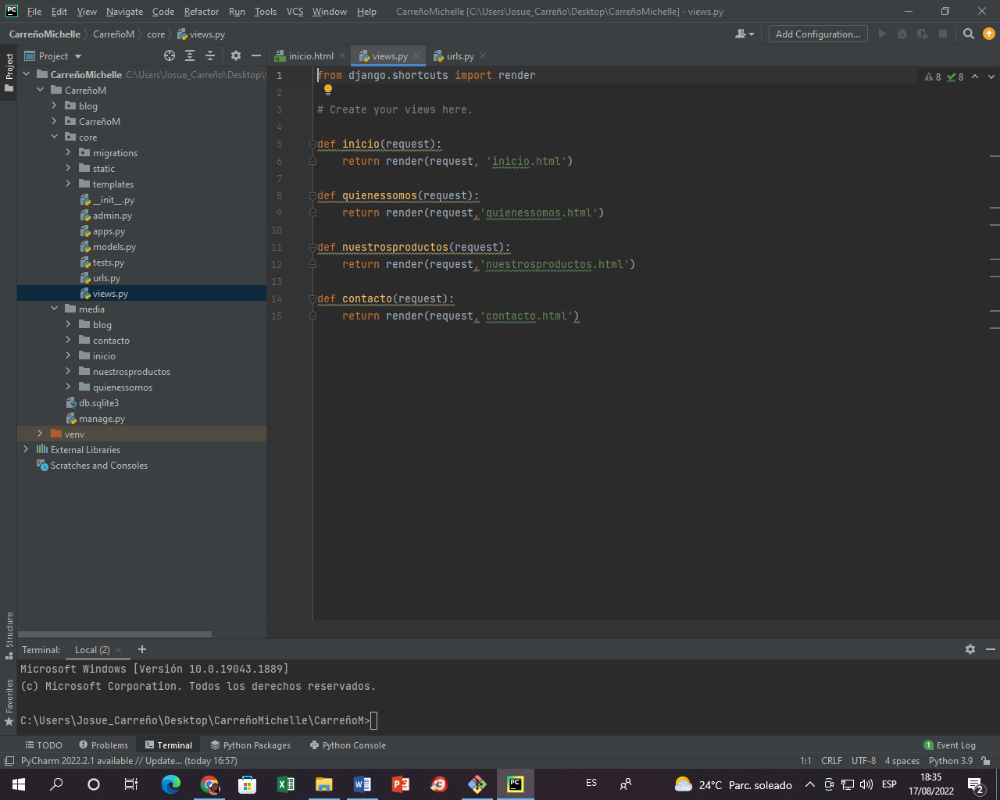 PC File Edit View Navigate Code Refactor Run Tools VCS Window Help CarreñoMichelle [C:\Users\Josue_Carreño\Desktop\CarreñoMichelle] - views.py
CarreñoMichelle CarreñoM core views.py Add Configuration...
Project inicio.html views.py urls.py
Project
CarreñoMichelle C:\Users\Josue_Carreño\Desktop\
CarreñoM
blog
CarreñoM
core
migrations
static
templates
__init__.py
admin.py
apps.py
models.py
tests.py
urls.py
views.py
media
blog
contacto
inicio
nuestrosproductos
quienessomos
db.sqlite3
manage.py
venv
External Libraries
Scratches and Consoles
1 from django.shortcuts import render
8 8
2
3 # Create your views here.
4
5 def inicio(request):
6 return render(request, 'inicio.html')
7
8 def quienessomos(request):
9 return render(request,'quienessomos.html')
10
11 def nuestrosproductos(request):
12 return render(request,'nuestrosproductos.html')
13
14 def contacto(request):
15 return render(request,'contacto.html')
Structure
Favorites
Terminal: Local (2)
Microsoft Windows [Versión 10.0.19043.1889]
(c) Microsoft Corporation. Todos los derechos reservados.
C:\Users\Josue_Carreño\Desktop\CarreñoMichelle\CarreñoM>
TODO Problems Terminal Python Packages Python Console 1 Event Log
PyCharm 2022.2.1 available // Update... (today 16:57) 1:1 CRLF UTF-8 4 spaces Python 3.9
ES 24°C Parc. soleado ESP 18:35
17/08/2022 2